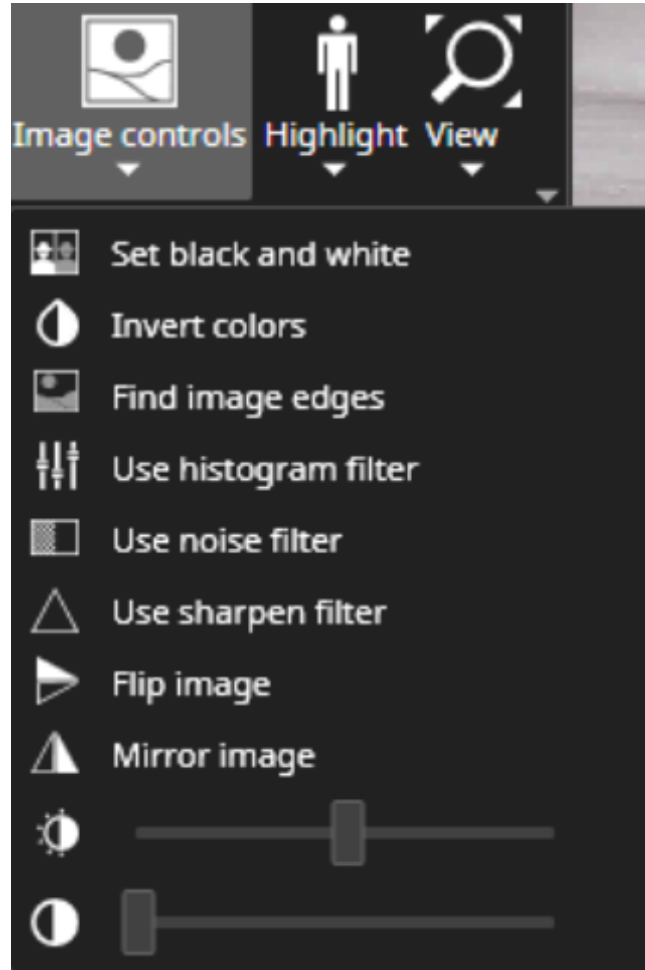 Image controls Highlight View
Set black and white
Invert colors
Find image edges
Use histogram filter
Use noise filter
Use sharpen filter
Flip image
Mirror image